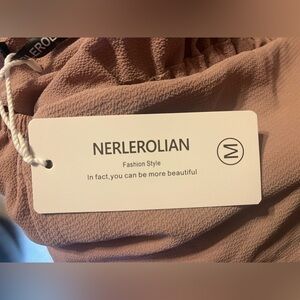 NERLEROLIAN
Fashion Style
In fact,you can be more beautiful
M